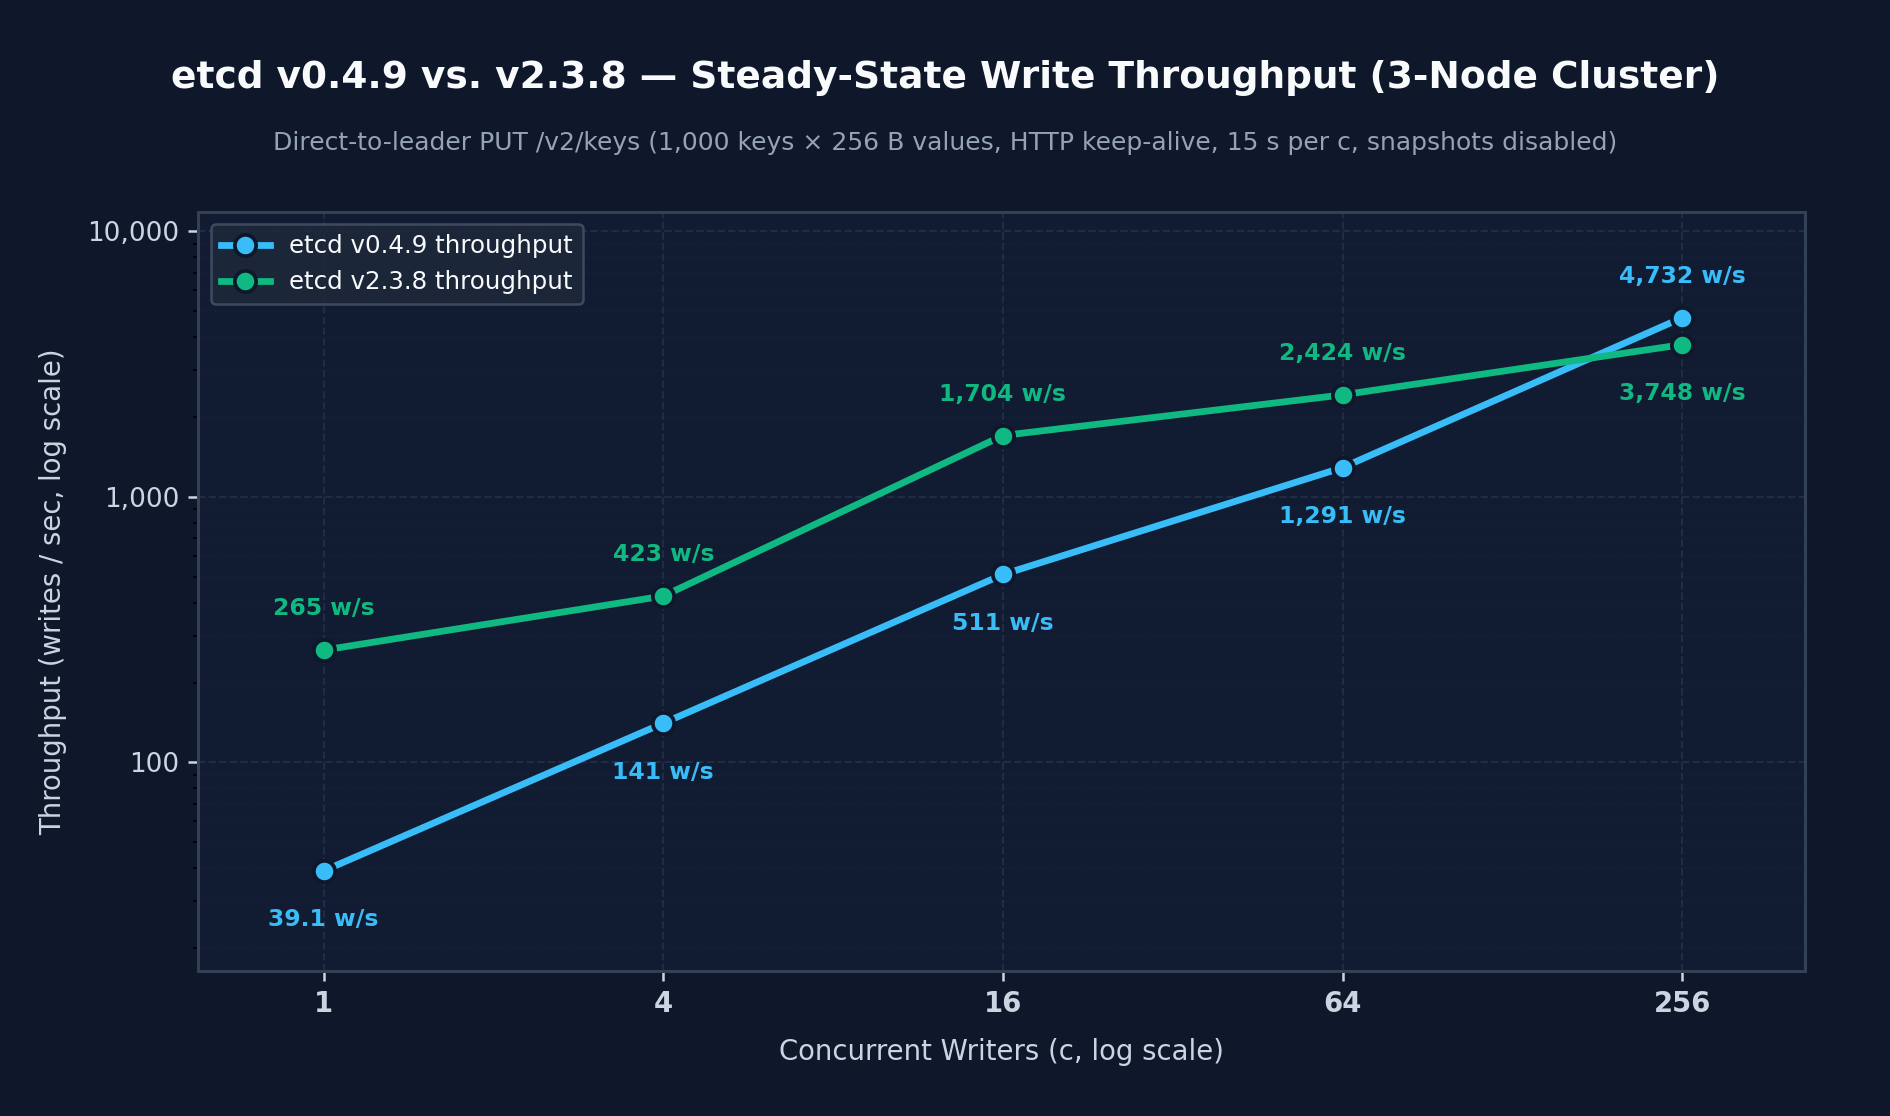 etcd v0.4.9 vs. v2.3.8 — Steady-State Write Throughput (3-Node Cluster)
Direct-to-leader PUT /v2/keys (1,000 keys × 256 B values, HTTP keep-alive, 15 s per c, snapshots disabled)
etcd v0.4.9 throughput
etcd v2.3.8 throughput
Throughput (writes / sec, log scale)
10,000
1,000
100
265 w/s
423 w/s
1,704 w/s
2,424 w/s
3,748 w/s
39.1 w/s
141 w/s
511 w/s
1,291 w/s
4,732 w/s
1
4
16
64
256
Concurrent Writers (c, log scale)